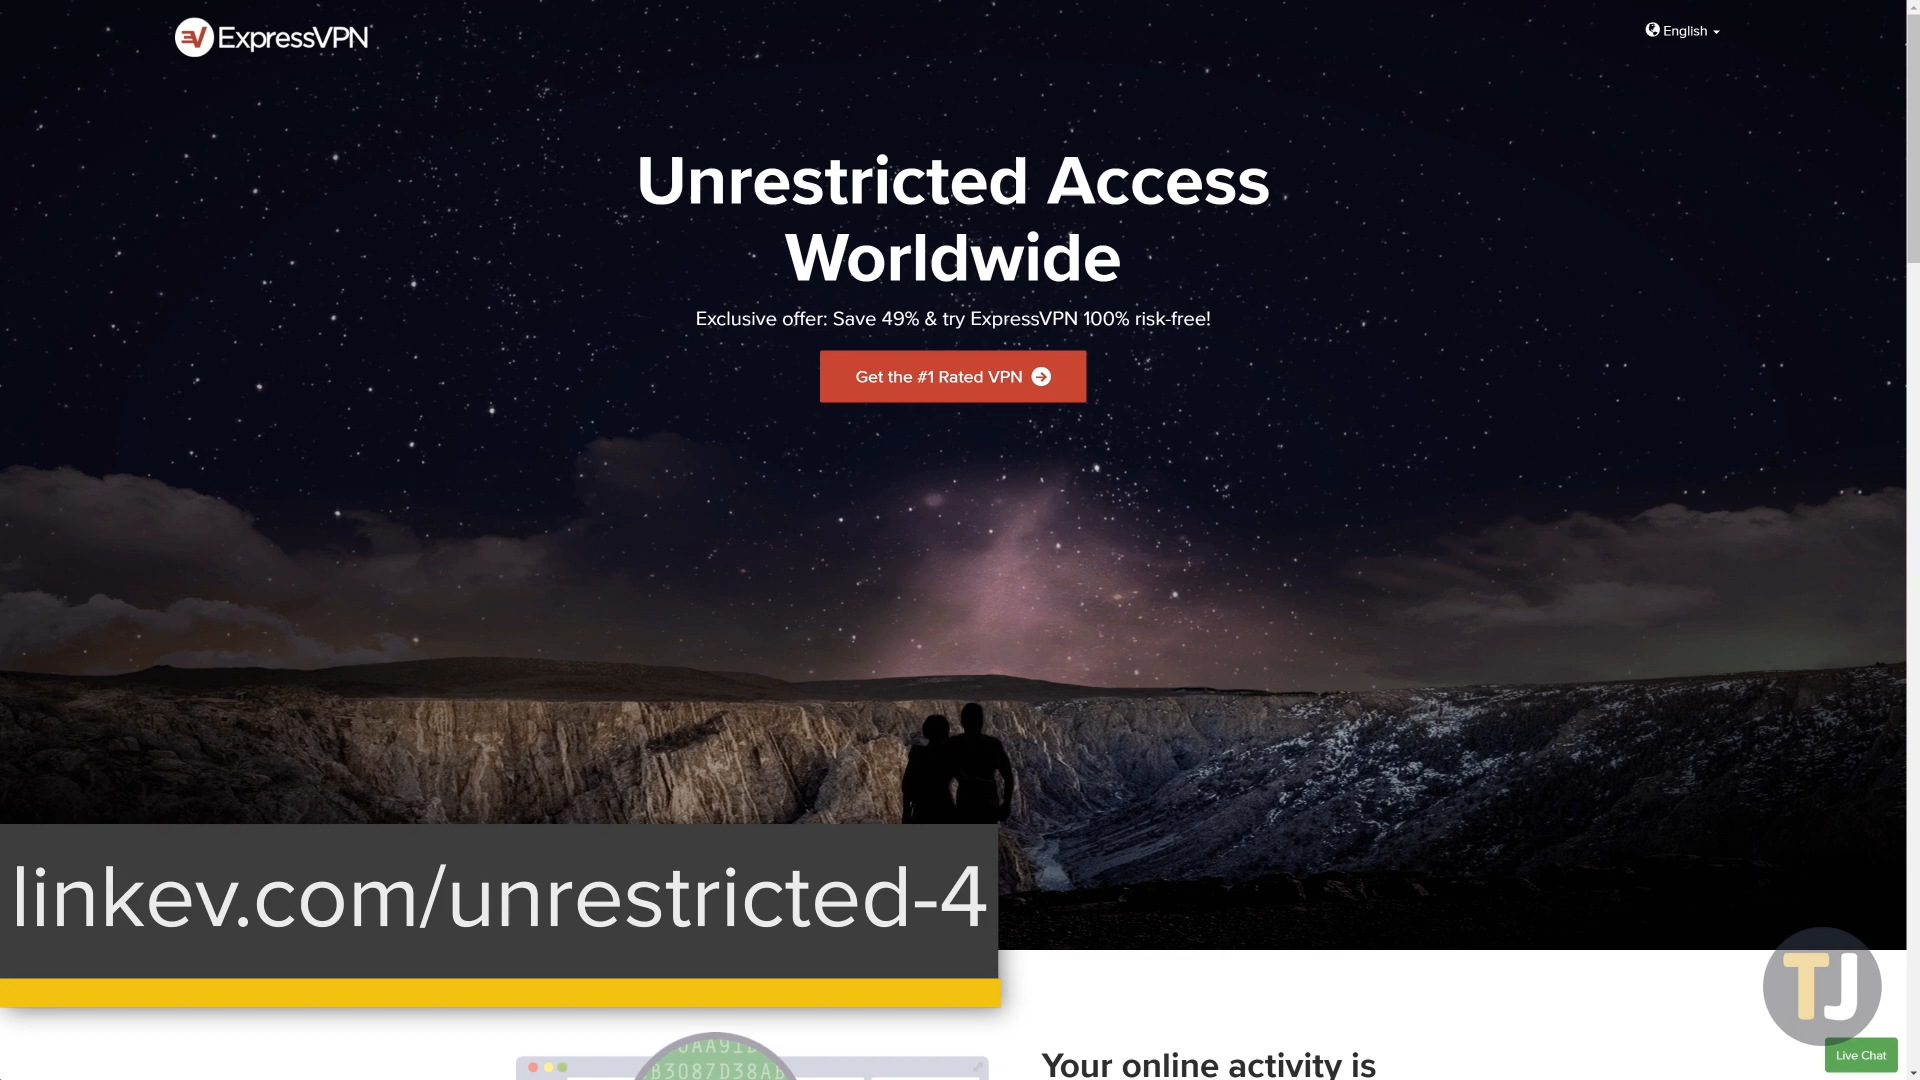 ExpressVPN
English
Unrestricted Access
Worldwide
Exclusive offer: Save 49% & try ExpressVPN 100% risk-free!
Get the #1 Rated VPN
linkev.com/unrestricted-4
TJ
B3087D38AB
Your online activity is
Live Chat